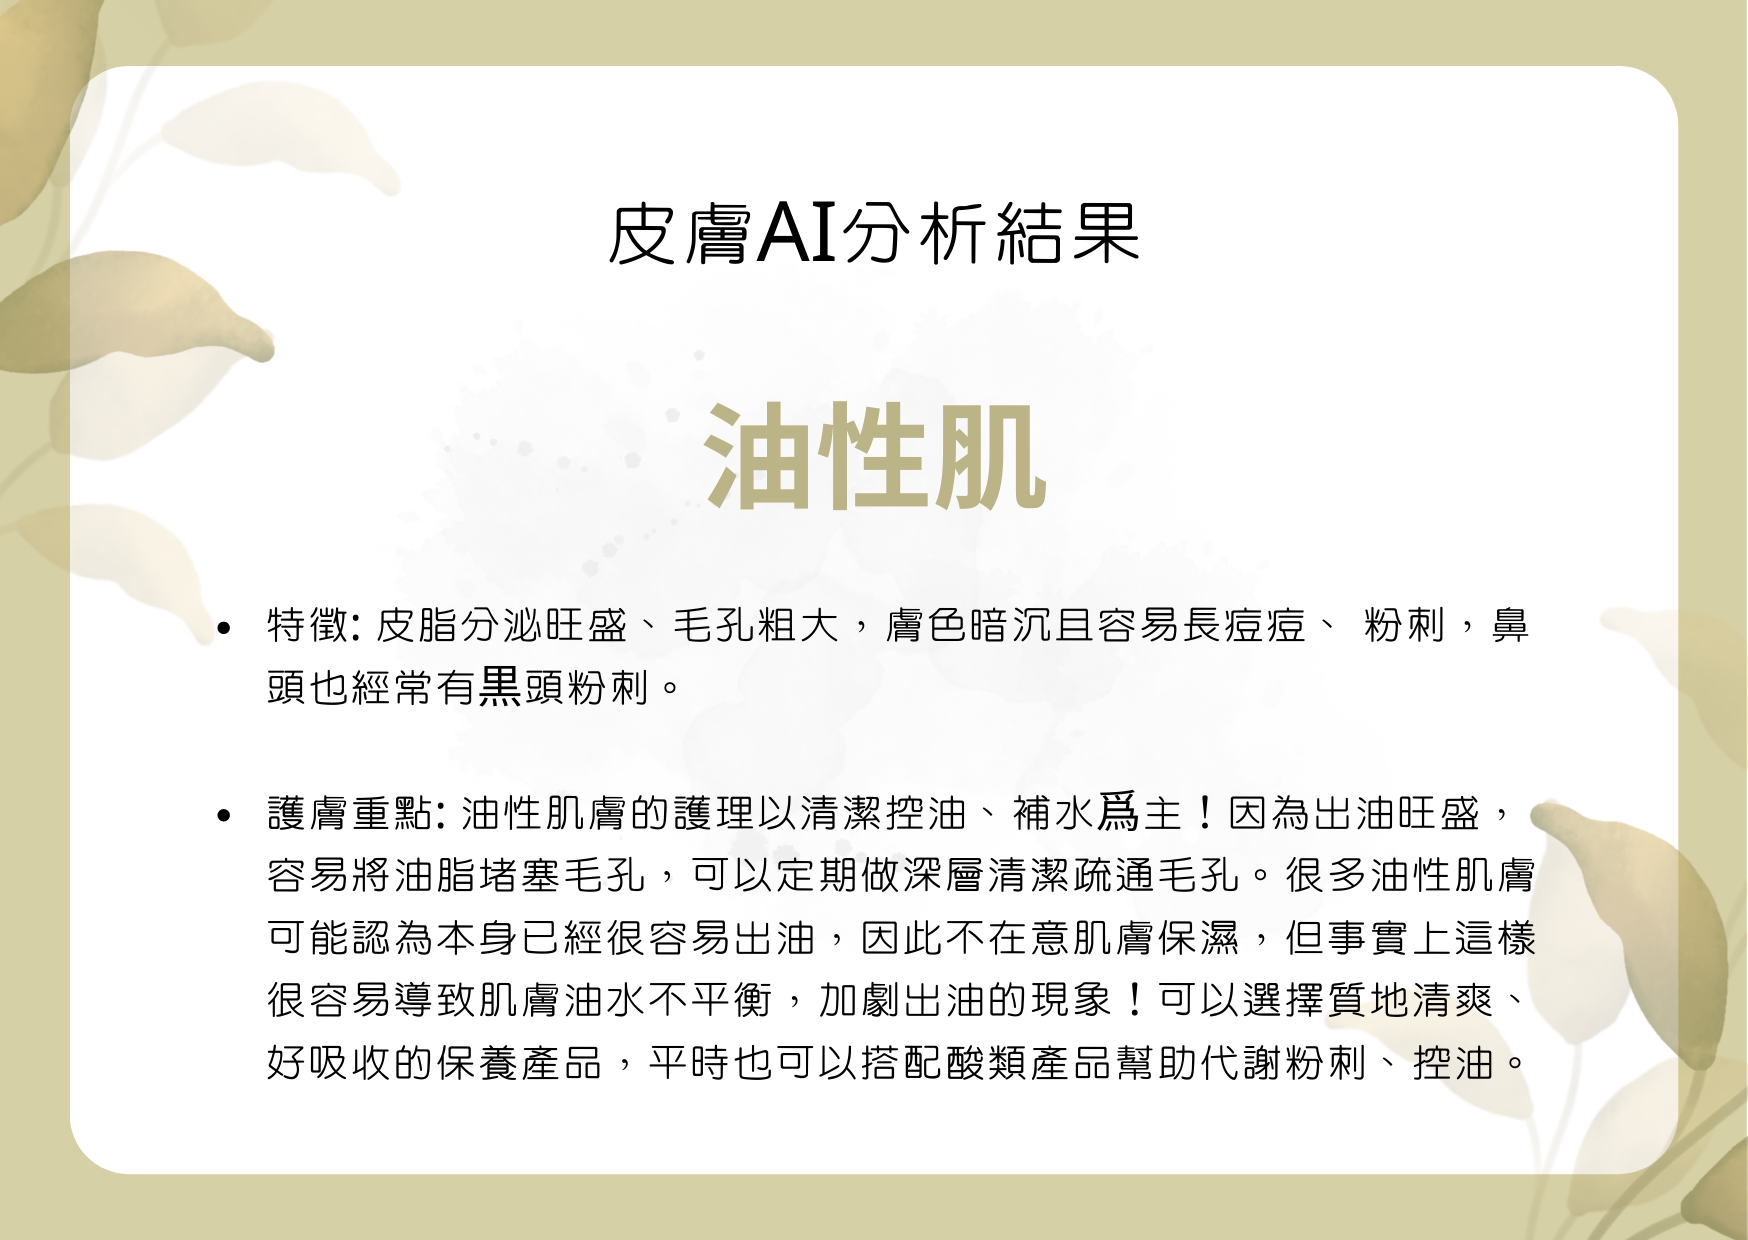 皮膚AI分析結果
油性肌
• 特徵: 皮脂分泌旺盛、毛孔粗大，膚色暗沉且容易長痘痘、 粉刺，鼻
頭也經常有黑頭粉刺。
• 護膚重點: 油性肌膚的護理以清潔控油、補水爲主！因為出油旺盛，
容易將油脂堵塞毛孔，可以定期做深層清潔疏通毛孔。很多油性肌膚
可能認為本身已經很容易出油，因此不在意肌膚保濕，但事實上這樣
很容易導致肌膚油水不平衡，加劇出油的現象！可以選擇質地清爽、
好吸收的保養產品，平時也可以搭配酸類產品幫助代謝粉刺、控油。